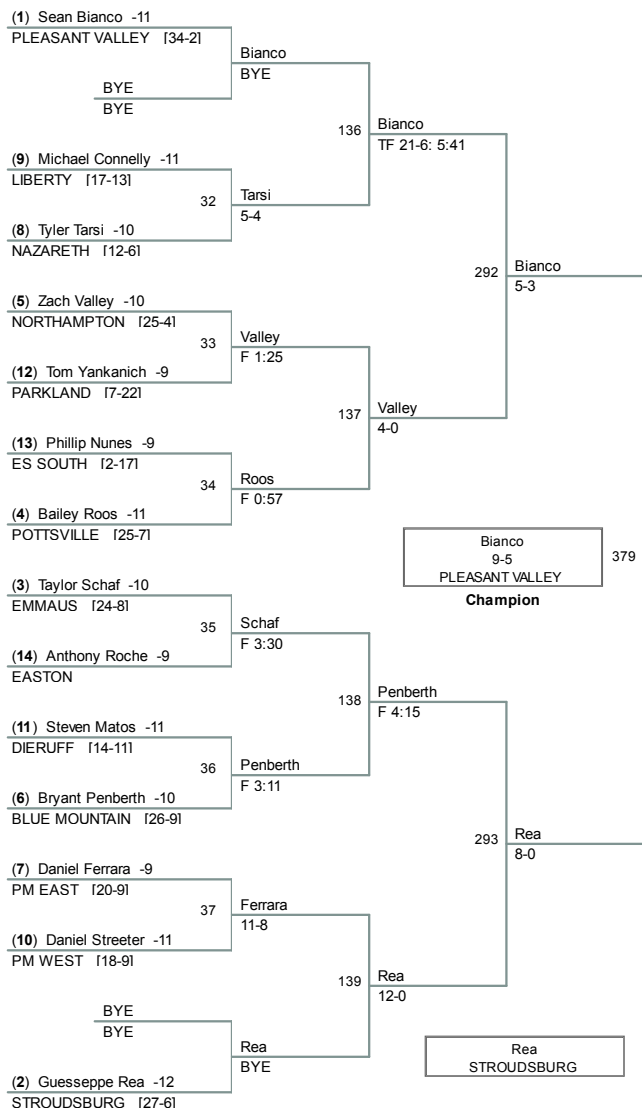 (1) Sean Bianco -11
PLEASANT VALLEY [34-2]
Bianco
BYE
BYE
BYE
136
Bianco
TF 21-6: 5:41
(9) Michael Connelly -11
LIBERTY [17-13]
32
Tarsi
5-4
(8) Tyler Tarsi -10
NAZARETH [12-6]
292
Bianco
5-3
(5) Zach Valley -10
NORTHAMPTON [25-4]
33
Valley
F 1:25
(12) Tom Yankanich -9
PARKLAND [7-22]
137
Valley
4-0
(13) Phillip Nunes -9
ES SOUTH [2-17]
34
Roos
F 0:57
(4) Bailey Roos -11
POTTSVILLE [25-7]
Bianco
9-5
PLEASANT VALLEY
379
Champion
(3) Taylor Schaf -10
EMMAUS [24-8]
35
Schaf
F 3:30
(14) Anthony Roche -9
EASTON
138
Penberth
F 4:15
(11) Steven Matos -11
DIERUFF [14-11]
36
Penberth
F 3:11
(6) Bryant Penberth -10
BLUE MOUNTAIN [26-9]
293
Rea
8-0
(7) Daniel Ferrara -9
PM EAST [20-9]
37
Ferrara
11-8
(10) Daniel Streeter -11
PM WEST [18-9]
139
Rea
12-0
BYE
BYE
Rea
BYE
Rea
STROUDSBURG
(2) Guesseppe Rea -12
STROUDSBURG [27-6]